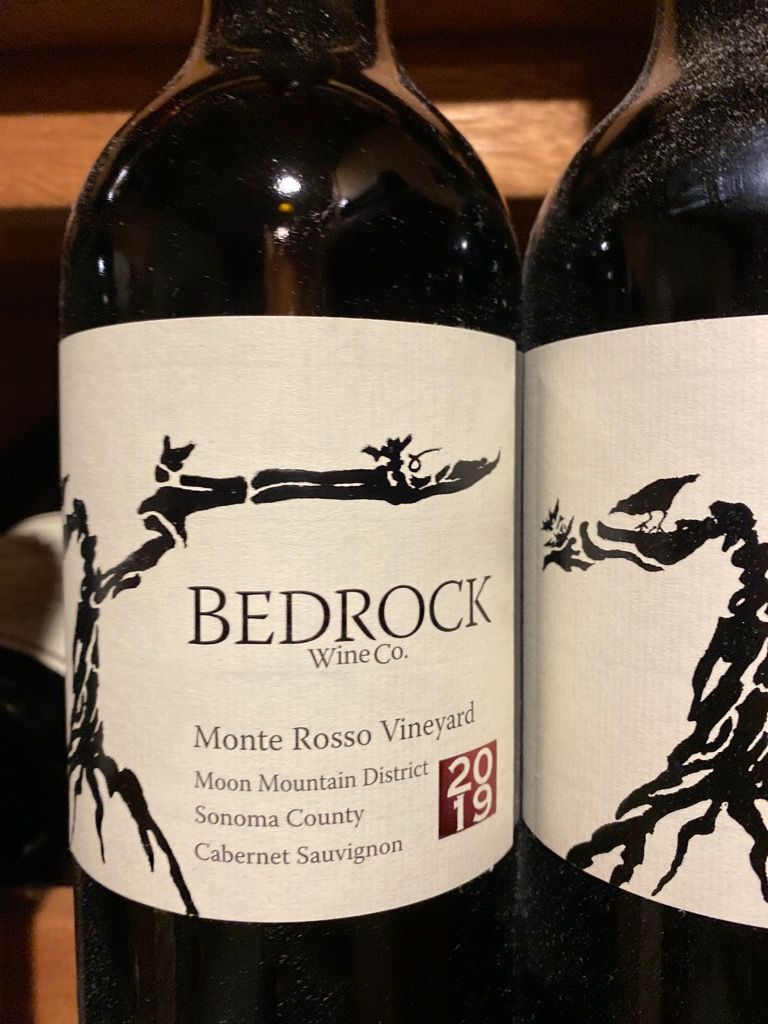 BEDROCK
Wine Co.
Monte Rosso Vineyard
Moon Mountain District
Sonoma County
Cabernet Sauvignon
20
19